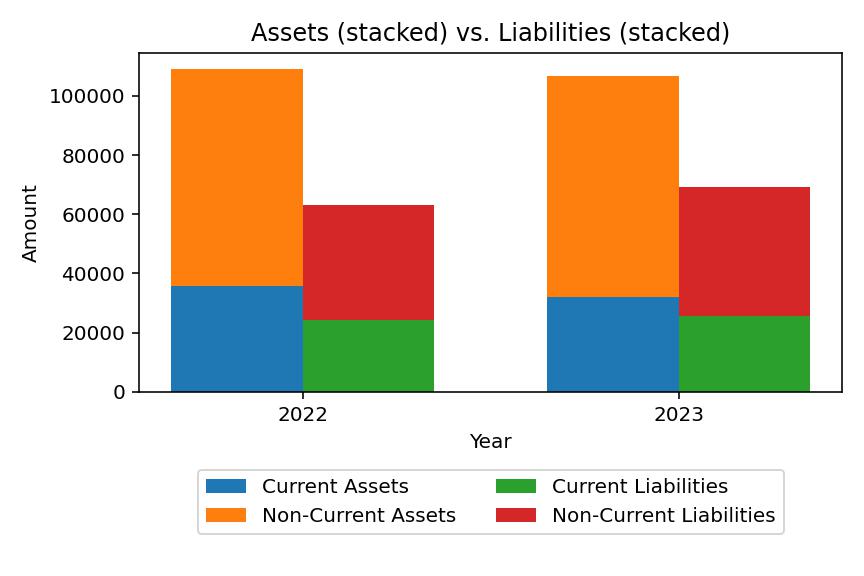 Assets (stacked) vs. Liabilities (stacked)
100000
80000
60000
40000
20000
0
Amount
2022 2023
Year
Current Assets Current Liabilities
Non-Current Assets Non-Current Liabilities